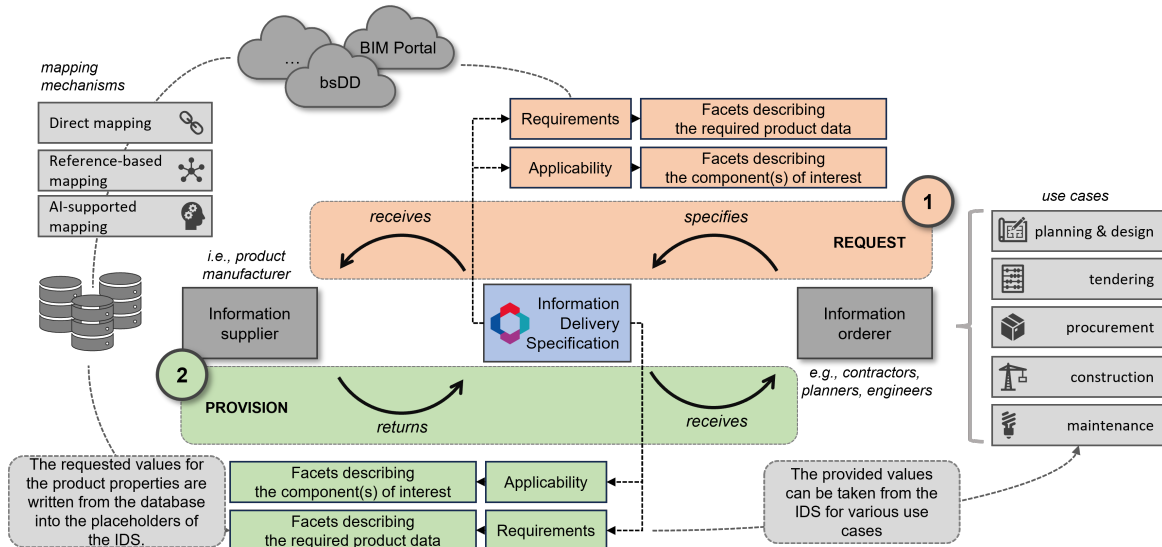 ...
BIM Portal
bsDD
mapping
mechanisms
Direct mapping
Reference-based
mapping
AI-supported
mapping
Requirements
Facets describing
the required product data
Applicability
Facets describing
the component(s) of interest
1
receives
specifies
REQUEST
use cases
planning & design
tendering
procurement
construction
maintenance
i.e., product
manufacturer
Information
supplier
Information
Delivery
Specification
Information
orderer
e.g., contractors,
planners, engineers
2
PROVISION
returns
receives
The requested values for
the product properties are
written from the database
into the placeholders of
the IDS.
Facets describing
the component(s) of interest
Applicability
Facets describing
the required product data
Requirements
The provided values
can be taken from the
IDS for various use
cases